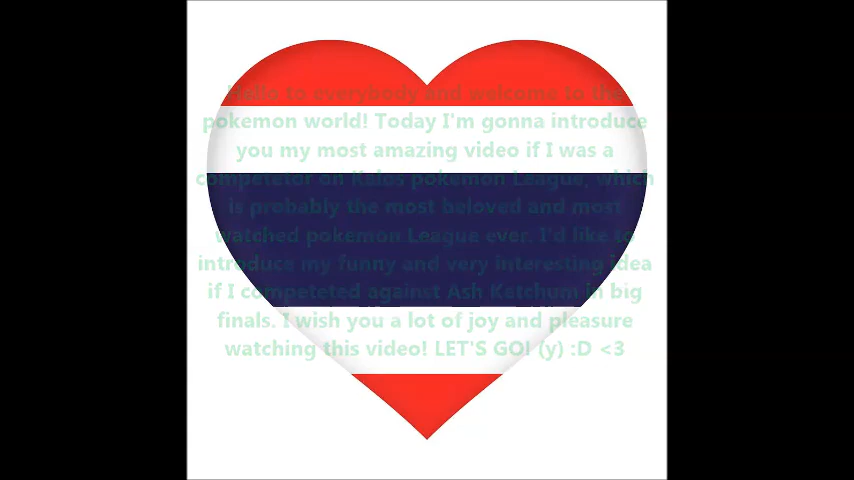 Hello to everybody and welcome to the
pokemon world! Today I'm gonna introduce
you my most amazing video if I was a
competetor on Kalos pokemon League, which
is probably the most beloved and most
watched pokemon League ever. I'd like to
introduce my funny and very interesting idea
if I competeted against Ash Ketchum in big
finals. I wish you a lot of joy and pleasure
watching this video! LET'S GO! (y) :D <3